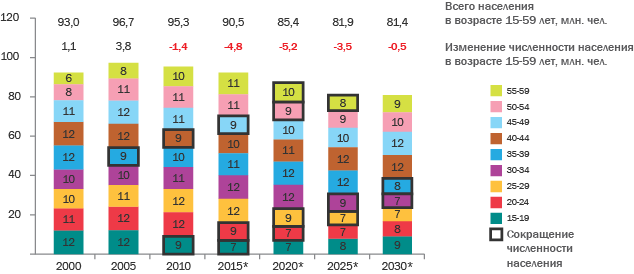 93,0 96,7 95,3 90,5 85,4 81,9 81,4
Всего населения
в возрасте 15-59 лет, млн. чел.
1,1 3,8 -1,4 -4,8 -5,2 -3,5 -0,5
Изменение численности населения
в возрасте 15-59 лет, млн. чел.
120
100
80
60
40
20
6 8 10 11 10 8 9
8 11 11 11 9 9 10
11 12 11 9 10 10 12
12 12 9 10 11 12 12
12 9 10 11 12 12 8
10 10 11 12 12 9 7
10 11 12 12 9 7 7
11 12 12 9 7 7 8
12 12 9 7 7 8 9
2000 2005 2010 2015* 2020* 2025* 2030*
55-59
50-54
45-49
40-44
35-39
30-34
25-29
20-24
15-19
Сокращение
численности
населения